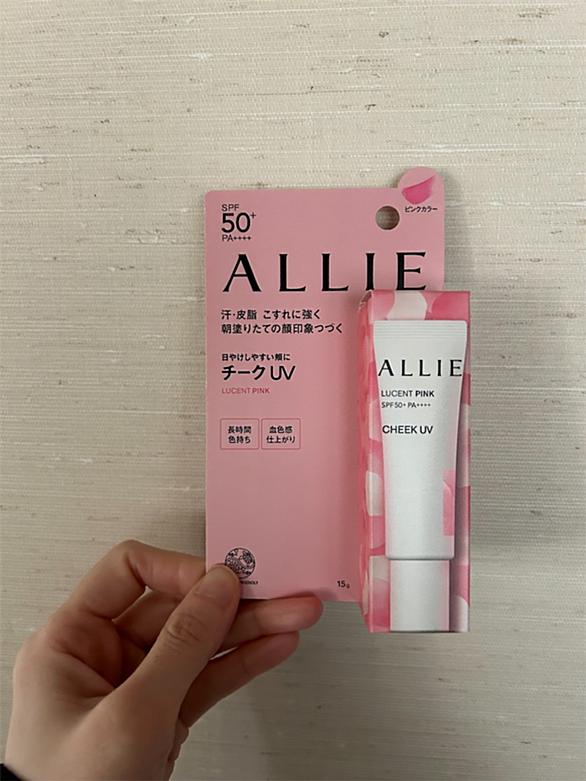 SPF
50+
PA++++
ピンクカラー
ALLIE
汗・皮脂 こすれに強く
朝塗りたての顔印象つづく
日やけしやすい頬に
チークUV
LUCENT PINK
長時間
色持ち
血色感
仕上がり
15g
ALLIE
LUCENT PINK
SPF50+ PA++++
CHEEK UV